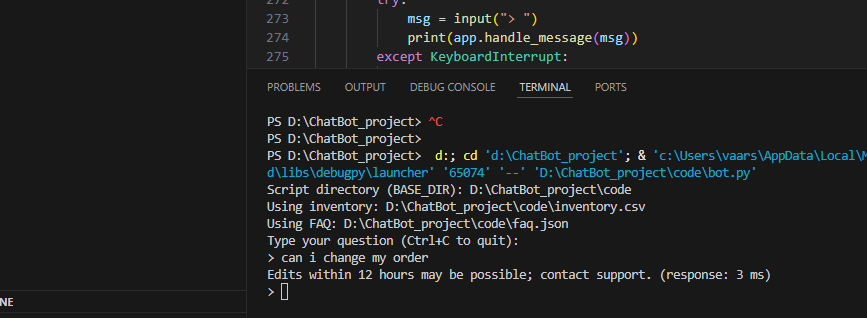 272 try:
273 msg = input("> ")
274 print(app.handle_message(msg))
275 except KeyboardInterrupt:
PROBLEMS OUTPUT DEBUG CONSOLE TERMINAL PORTS
PS D:\ChatBot_project> ^C
PS D:\ChatBot_project>
PS D:\ChatBot_project> d:; cd 'd:\ChatBot_project'; & 'c:\Users\vaars\AppData\Local\M
d\libs\debugpy\launcher' '65074' '--' 'D:\ChatBot_project\code\bot.py'
Script directory (BASE_DIR): D:\ChatBot_project\code
Using inventory: D:\ChatBot_project\code\inventory.csv
Using FAQ: D:\ChatBot_project\code\faq.json
Type your question (Ctrl+C to quit):
> can i change my order
Edits within 12 hours may be possible; contact support. (response: 3 ms)
>
NE